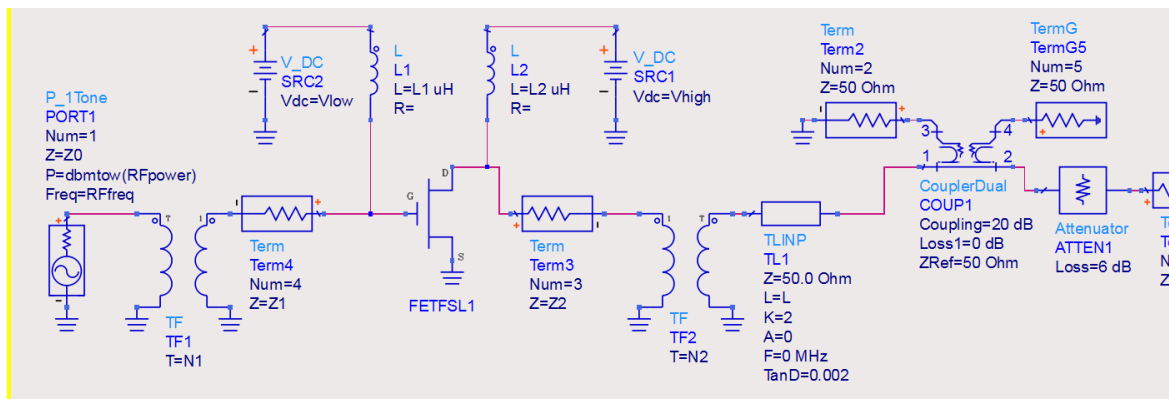 P_1Tone
PORT1
Num=1
Z=Z0
P=dbmtow(RFpower)
Freq=RFfreq
+
-
T
1
TF
TF1
T=N1
+
-
V_DC
SRC2
Vdc=Vlow
L
L1
L=L1 uH
R=
Term
Term4
Num=4
Z=Z1
G
D
S
FETFSL1
L
L2
L=L2 uH
R=
+
-
V_DC
SRC1
Vdc=Vhigh
+
Term
Term3
Num=3
Z=Z2
1
T
TF
TF2
T=N2
TLINP
TL1
Z=50.0 Ohm
L=L
K=2
A=0
F=0 MHz
TanD=0.002
Term
Term2
Num=2
Z=50 Ohm
+
TermG
TermG5
Num=5
Z=50 Ohm
+
3
4
1
2
CouplerDual
COUP1
Coupling=20 dB
Loss1=0 dB
ZRef=50 Ohm
Attenuator
ATTEN1
Loss=6 dB
+
N
Z